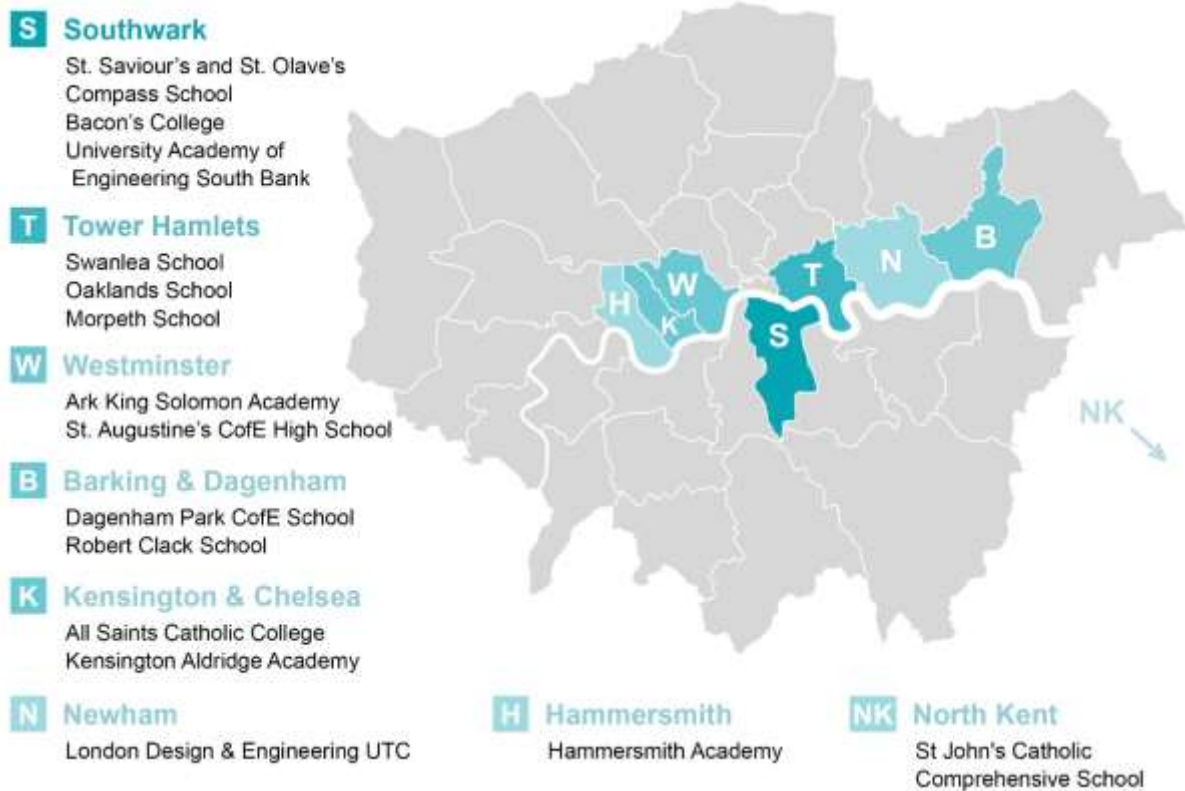 S Southwark
St. Saviour's and St. Olave's
Compass School
Bacon's College
University Academy of
Engineering South Bank
T Tower Hamlets
Swanlea School
Oaklands School
Morpeth School
W Westminster
Ark King Solomon Academy
St. Augustine's CofE High School
B Barking & Dagenham
Dagenham Park CofE School
Robert Clack School
K Kensington & Chelsea
All Saints Catholic College
Kensington Aldridge Academy
N Newham
London Design & Engineering UTC
H Hammersmith
Hammersmith Academy
NK North Kent
St John's Catholic
Comprehensive School
H
K
W
S
T
N
B
NK